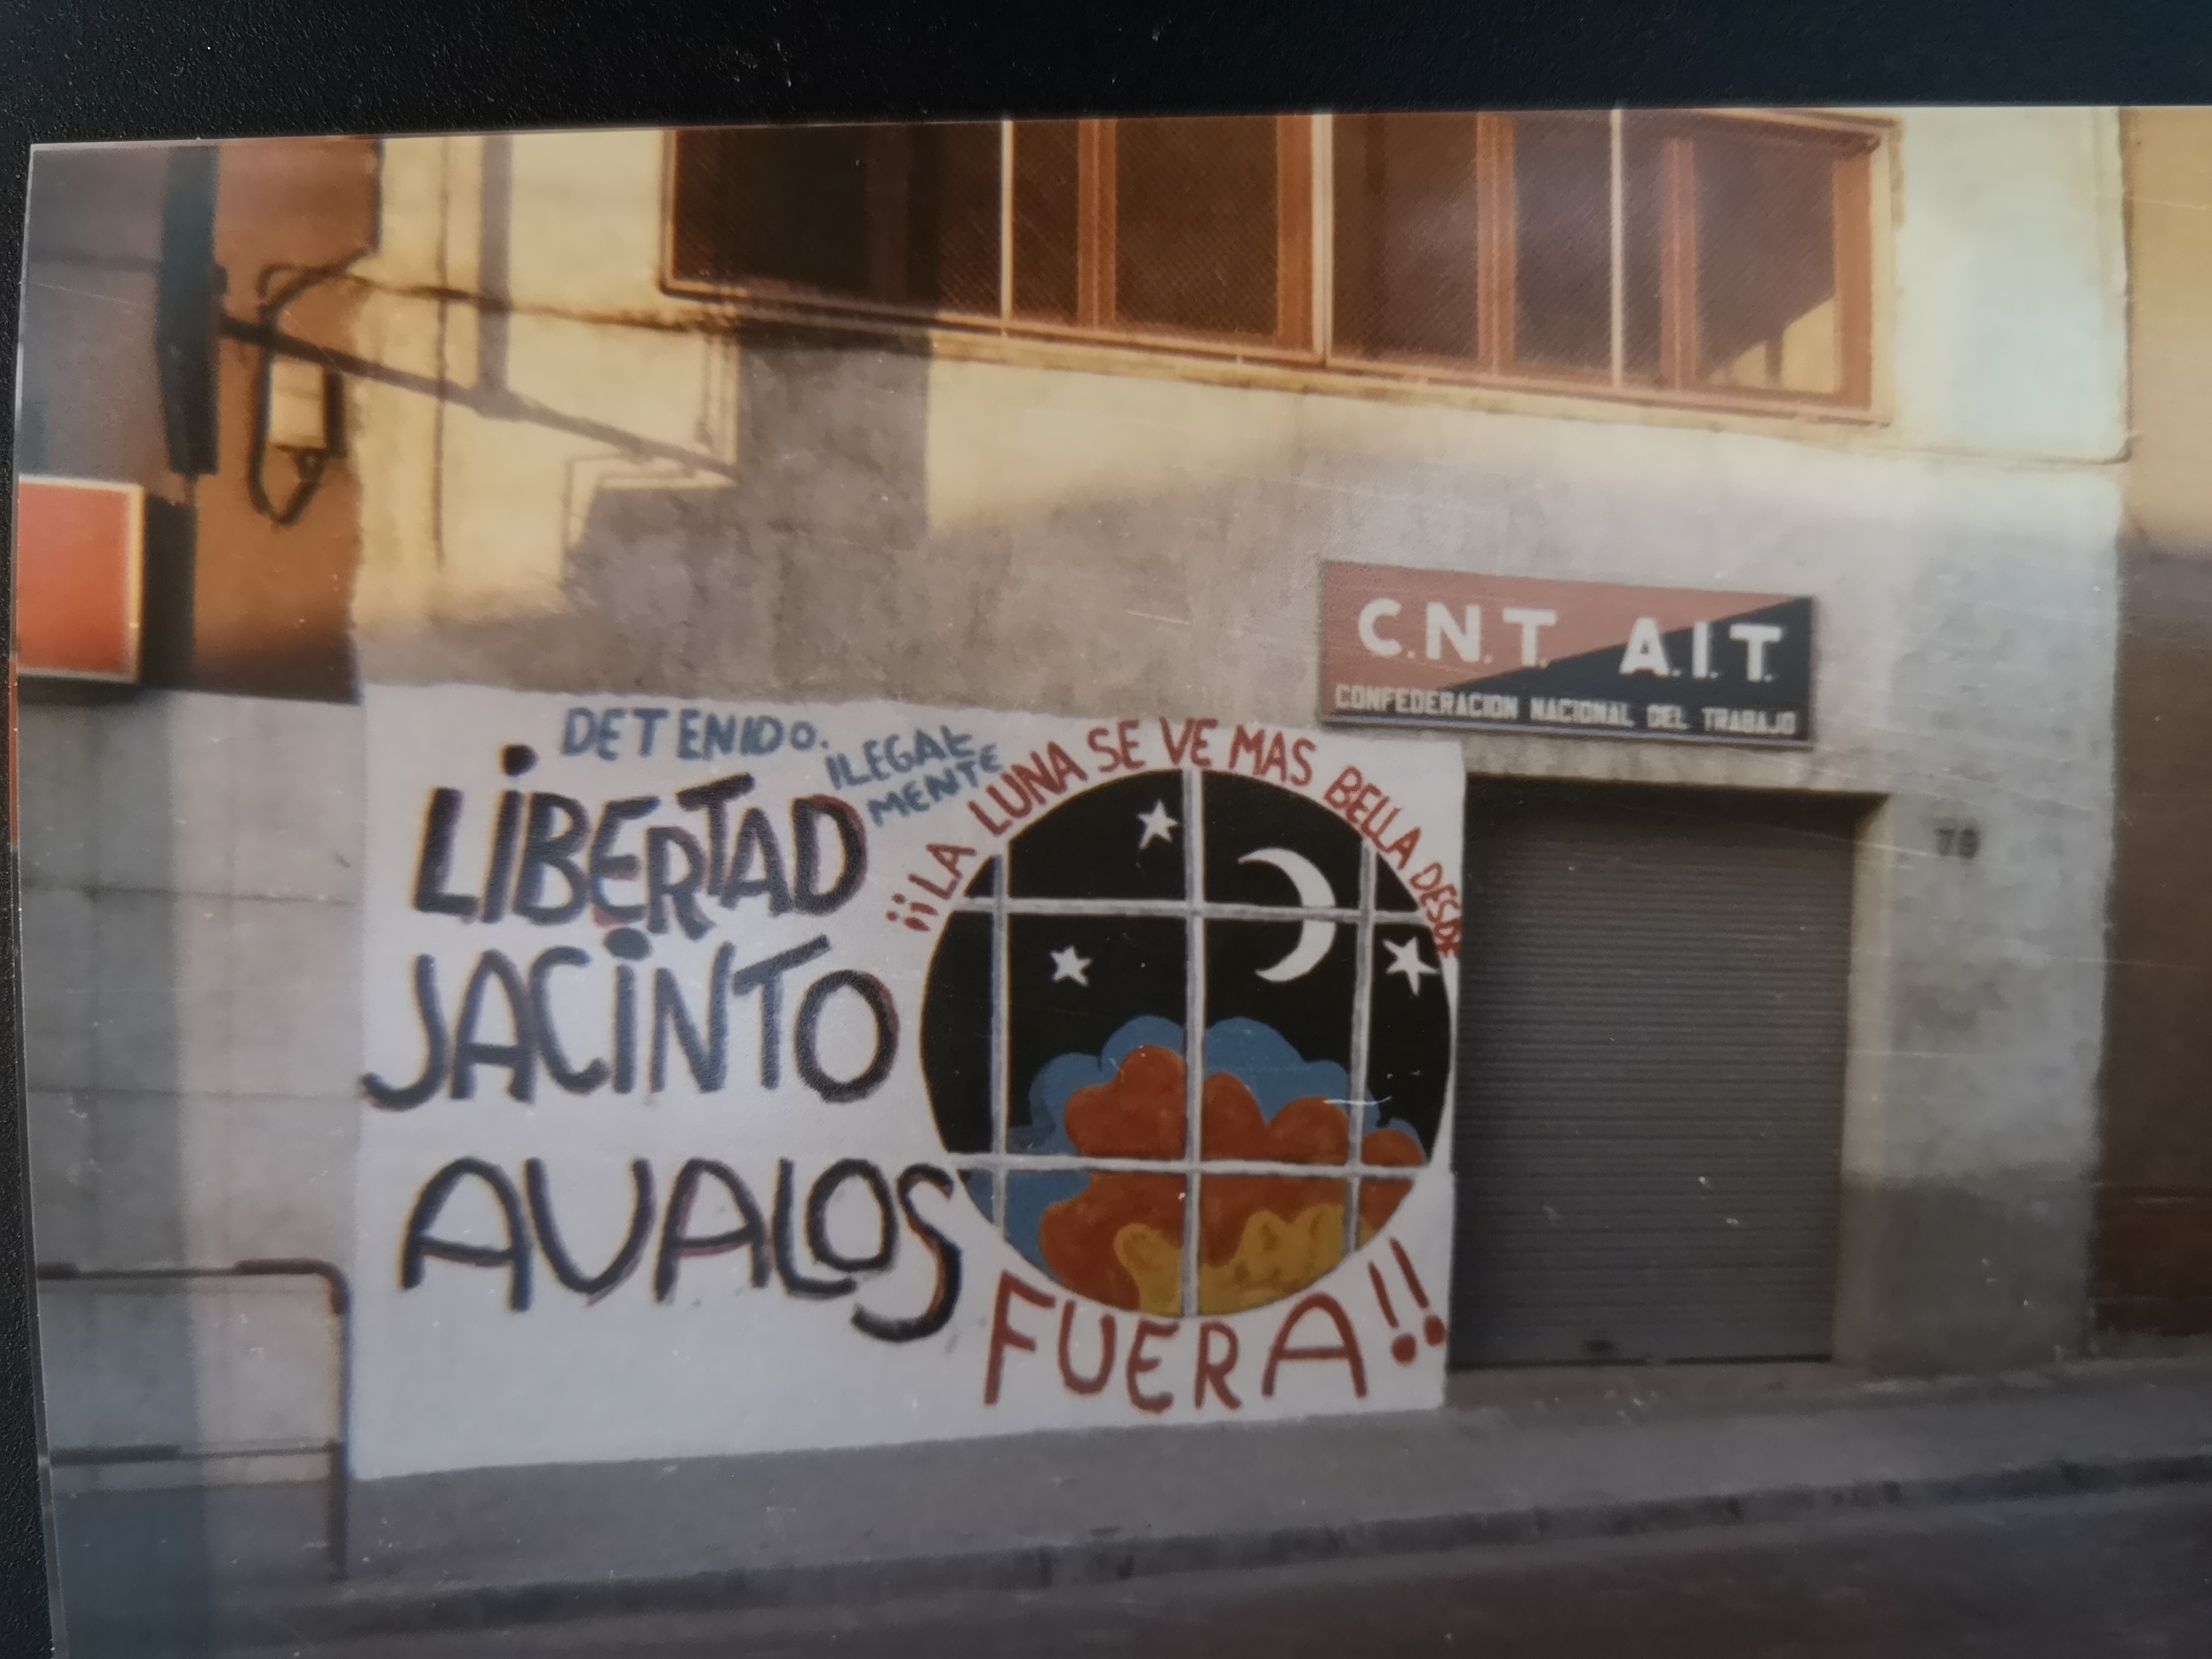 C.N.T. A.I.T.
CONFEDERACION NACIONAL DEL TRABAJO
DETENIDO.
ILEGAL
MENTE
LIBERTAD
JACINTO
AVALOS
¡¡LA LUNA SE VE MAS BELLA DESDE
FUERA!!
79